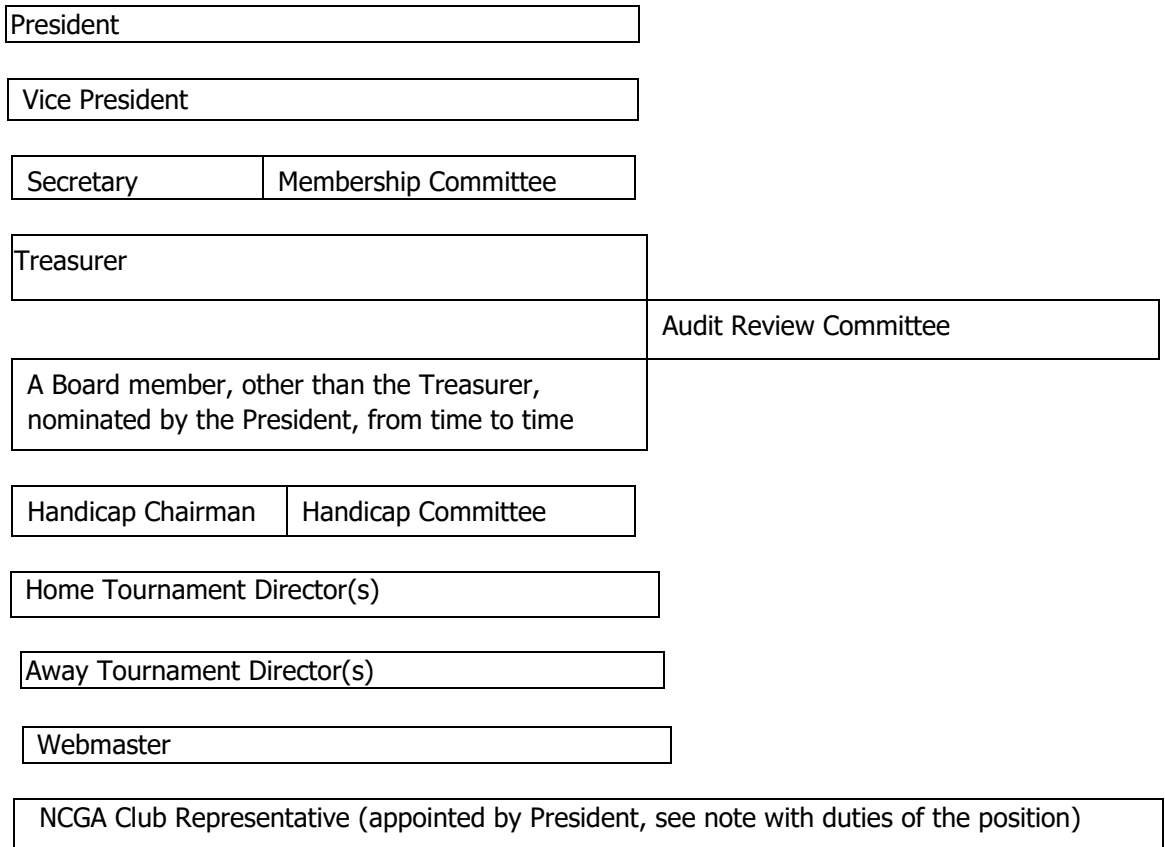 President
Vice President
Secretary
Membership Committee
Treasurer
Audit Review Committee
A Board member, other than the Treasurer,
nominated by the President, from time to time
Handicap Chairman
Handicap Committee
Home Tournament Director(s)
Away Tournament Director(s)
Webmaster
NCGA Club Representative (appointed by President, see note with duties of the position)